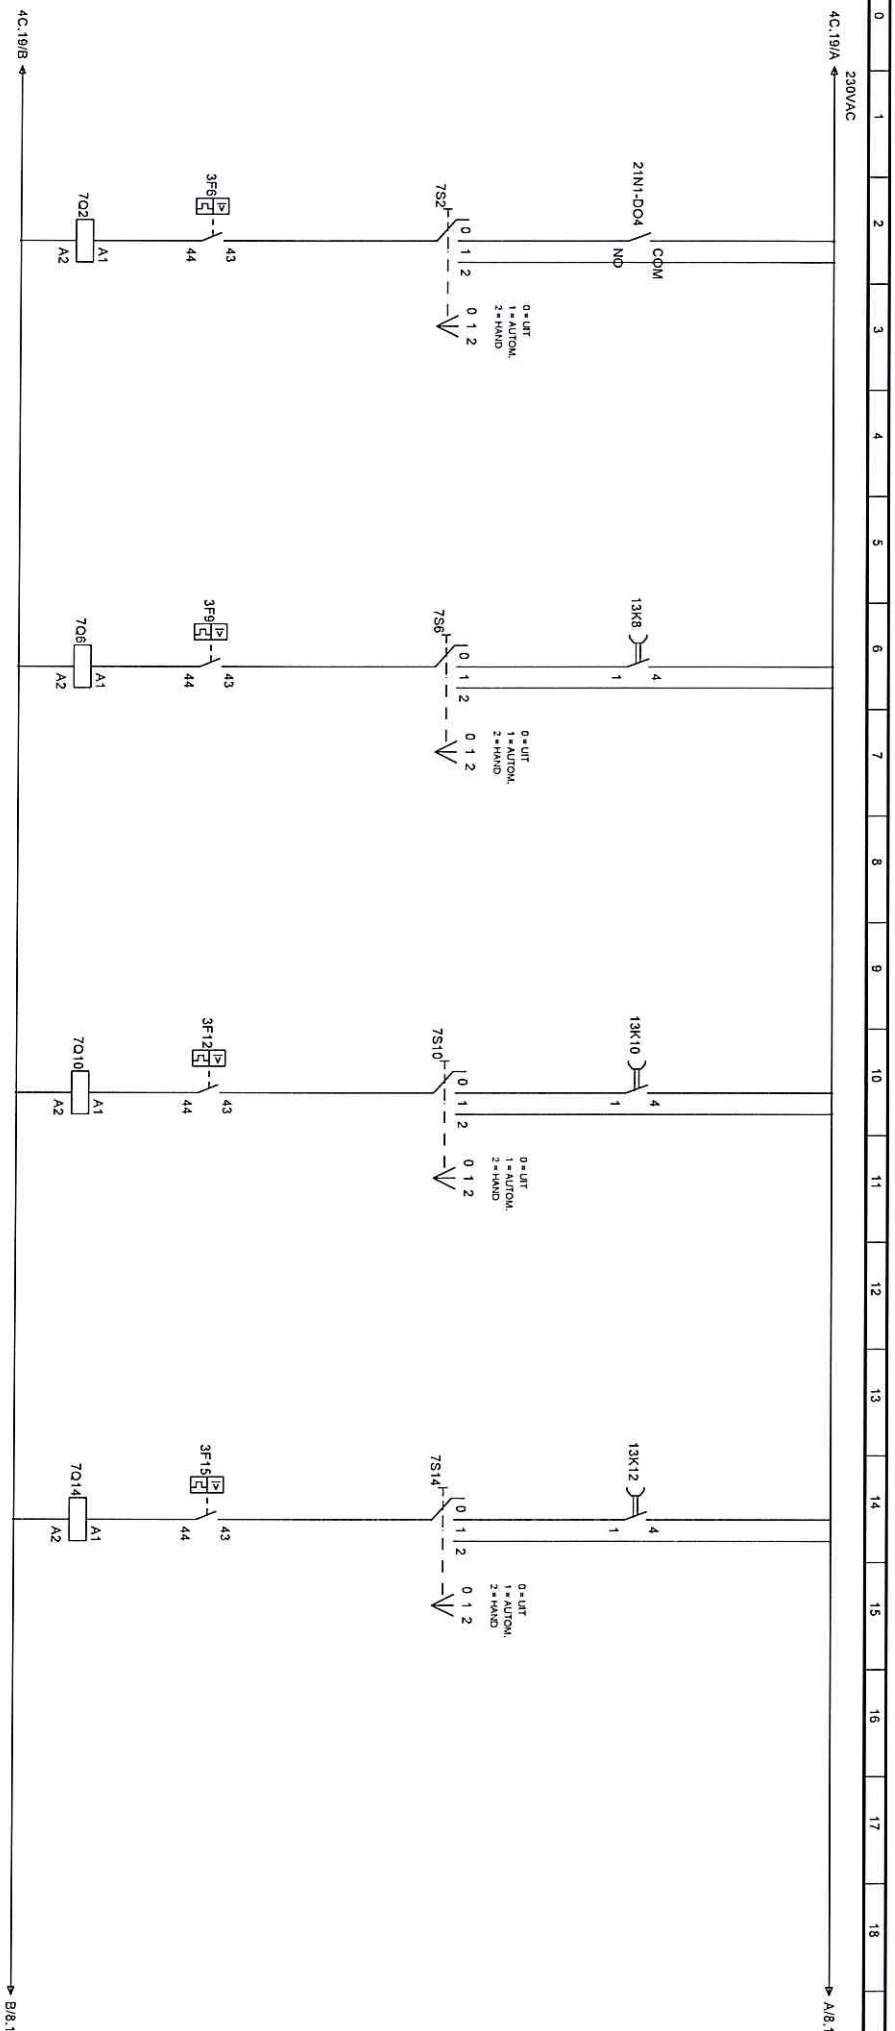 0 1 2 3 4 5 6 7 8 9 10 11 12 13 14 15 16 17 18
230VAC
4C.19/A
A/8.1
21N1-DO4
COM
NO
13K8
4
1
13K10
4
1
13K12
4
1
0 = UIT
1 = AUTOM.
2 = HAND
0 = UIT
1 = AUTOM.
2 = HAND
0 = UIT
1 = AUTOM.
2 = HAND
0 = UIT
1 = AUTOM.
2 = HAND
7S2
0 1 2
0 1 2
7S6
0 1 2
0 1 2
7S10
0 1 2
0 1 2
7S14
0 1 2
0 1 2
3F6
I>
43
44
3F9
I>
43
44
3F12
I>
43
44
3F15
I>
43
44
7Q2
A1
A2
7Q6
A1
A2
7Q10
A1
A2
7Q14
A1
A2
4C.19/B
B/8.1